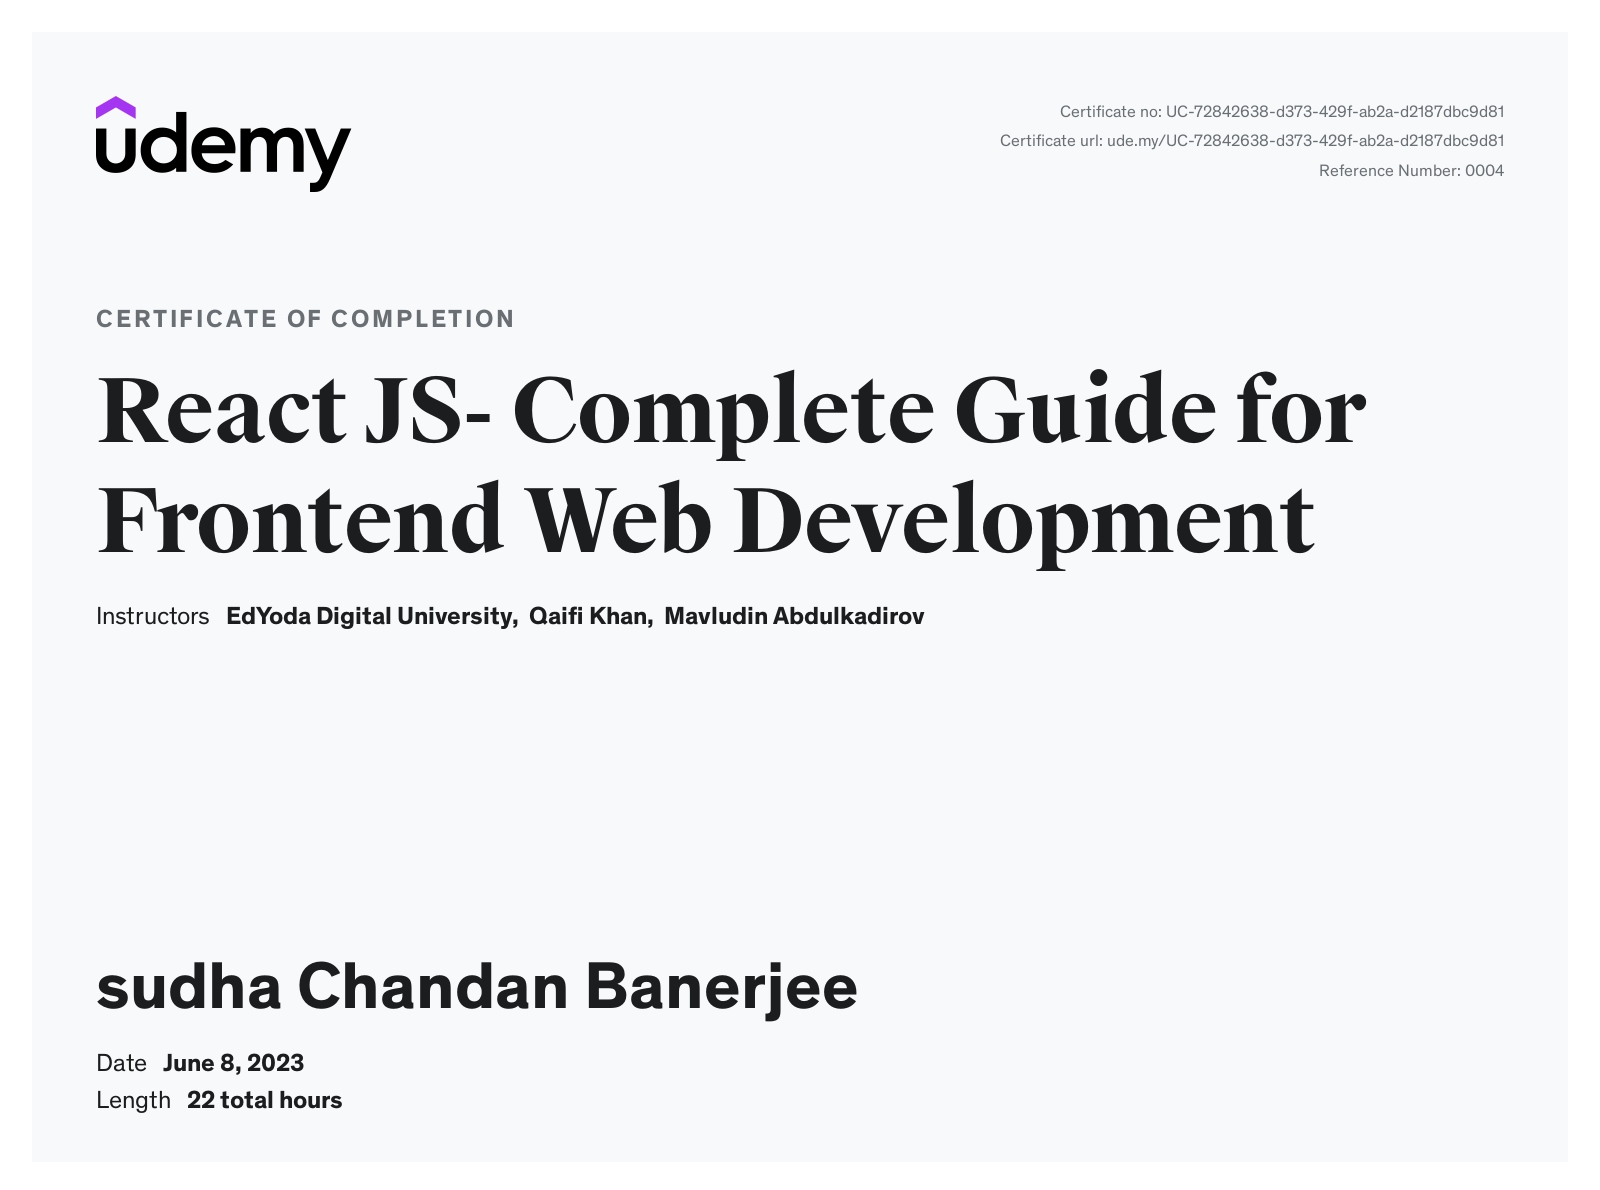 udemy
Certificate no: UC-72842638-d373-429f-ab2a-d2187dbc9d81
Certificate url: ude.my/UC-72842638-d373-429f-ab2a-d2187dbc9d81
Reference Number: 0004
CERTIFICATE OF COMPLETION
React JS- Complete Guide for
Frontend Web Development
Instructors EdYoda Digital University, Qaifi Khan, Mavludin Abdulkadirov
sudha Chandan Banerjee
Date June 8, 2023
Length 22 total hours